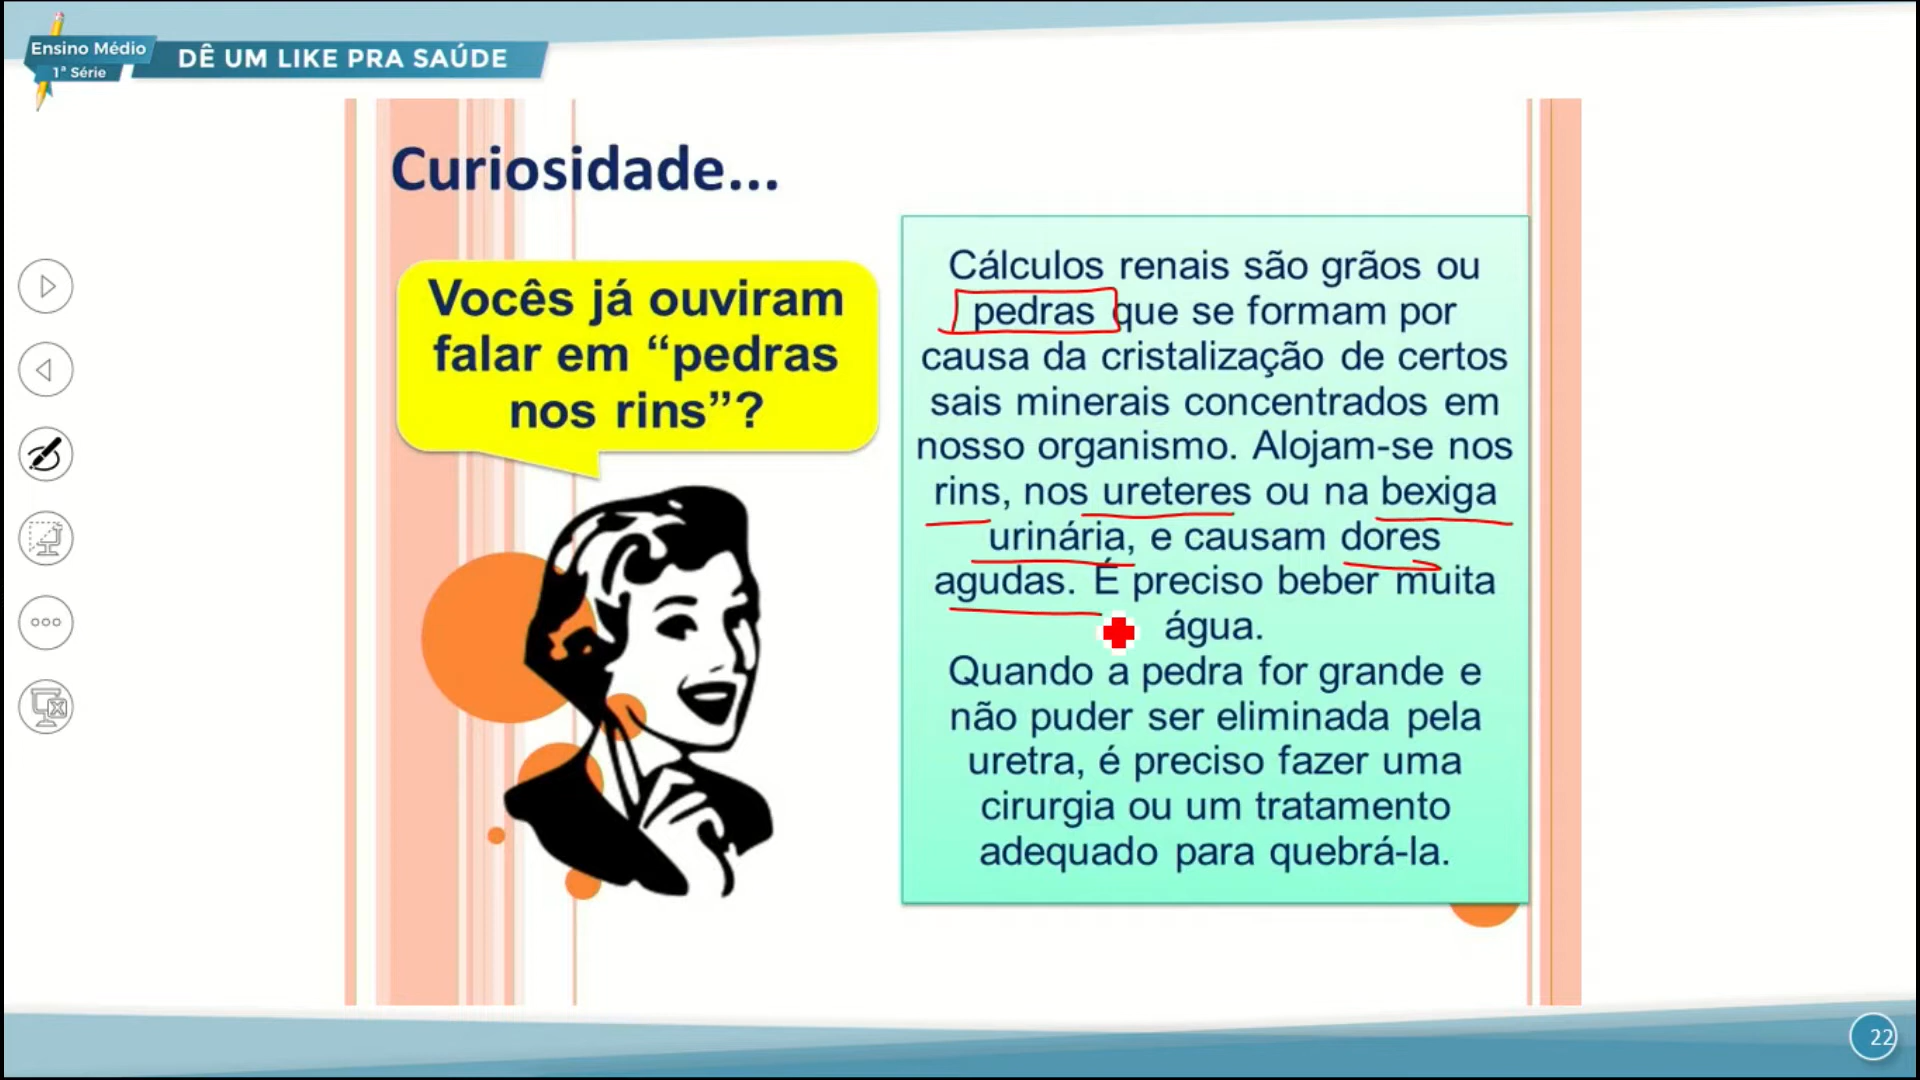 Ensino Médio
1ª Série
DÊ UM LIKE PRA SAÚDE
Curiosidade...
Vocês já ouviram
falar em “pedras
nos rins”?
Cálculos renais são grãos ou
pedras que se formam por
causa da cristalização de certos
sais minerais concentrados em
nosso organismo. Alojam-se nos
rins, nos ureteres ou na bexiga
urinária, e causam dores
agudas. É preciso beber muita
água.
Quando a pedra for grande e
não puder ser eliminada pela
uretra, é preciso fazer uma
cirurgia ou um tratamento
adequado para quebrá-la.
22